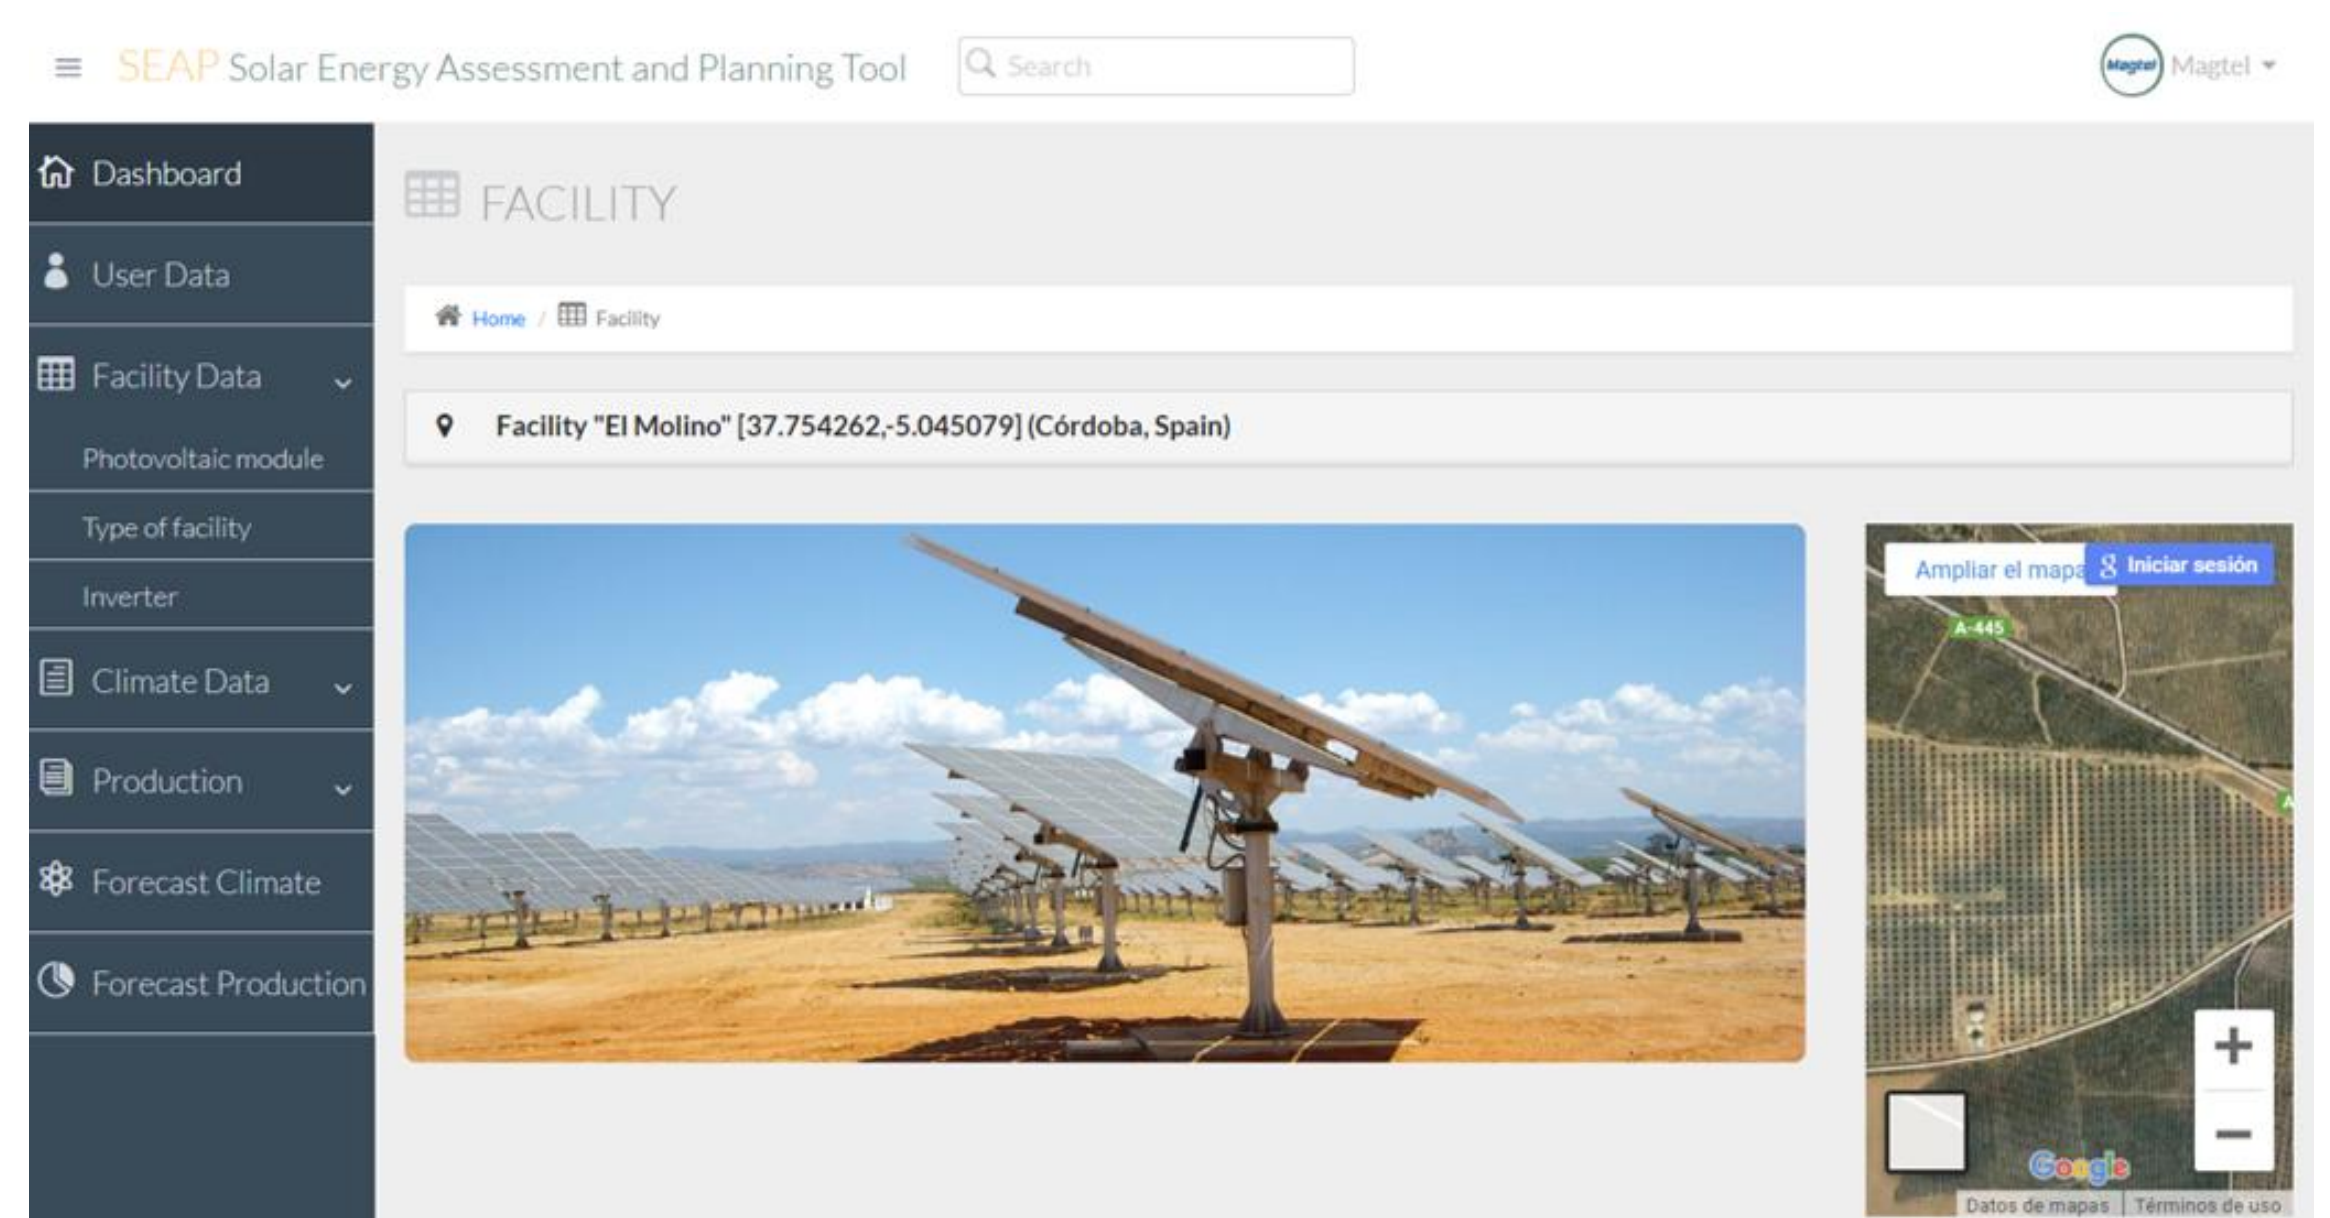 SEAP Solar Energy Assessment and Planning Tool
Search
Magtel
Magtel
Dashboard
User Data
Facility Data
Photovoltaic module
Type of facility
Inverter
Climate Data
Production
Forecast Climate
Forecast Production
FACILITY
Home / Facility
Facility "El Molino" [37.754262,-5.045079] (Córdoba, Spain)
Ampliar el mapa
Iniciar sesión
A-445
A
Google
Datos de mapas
Términos de uso